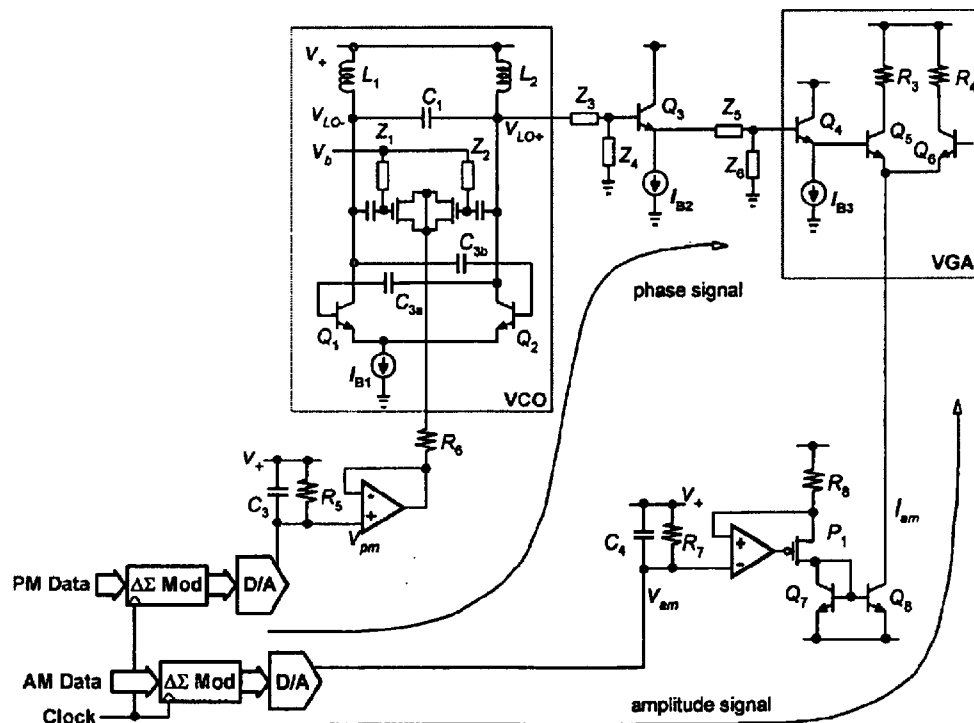 V+
L1
L2
C1
VLO-
VLO+
Vb
Z1
Z2
C3b
C3a
Q1
Q2
IB1
VCO
Z3
Z4
Q3
IB2
Z5
Z6
Q4
IB3
R3
R4
Q5
Q6
VGA
phase signal
R6
V+
C3
R5
-
+
Vpm
PM Data
ΔΣ Mod
D/A
AM Data
ΔΣ Mod
D/A
Clock
V+
C4
R7
Vam
+
-
R8
P1
Iam
Q7
Q8
amplitude signal